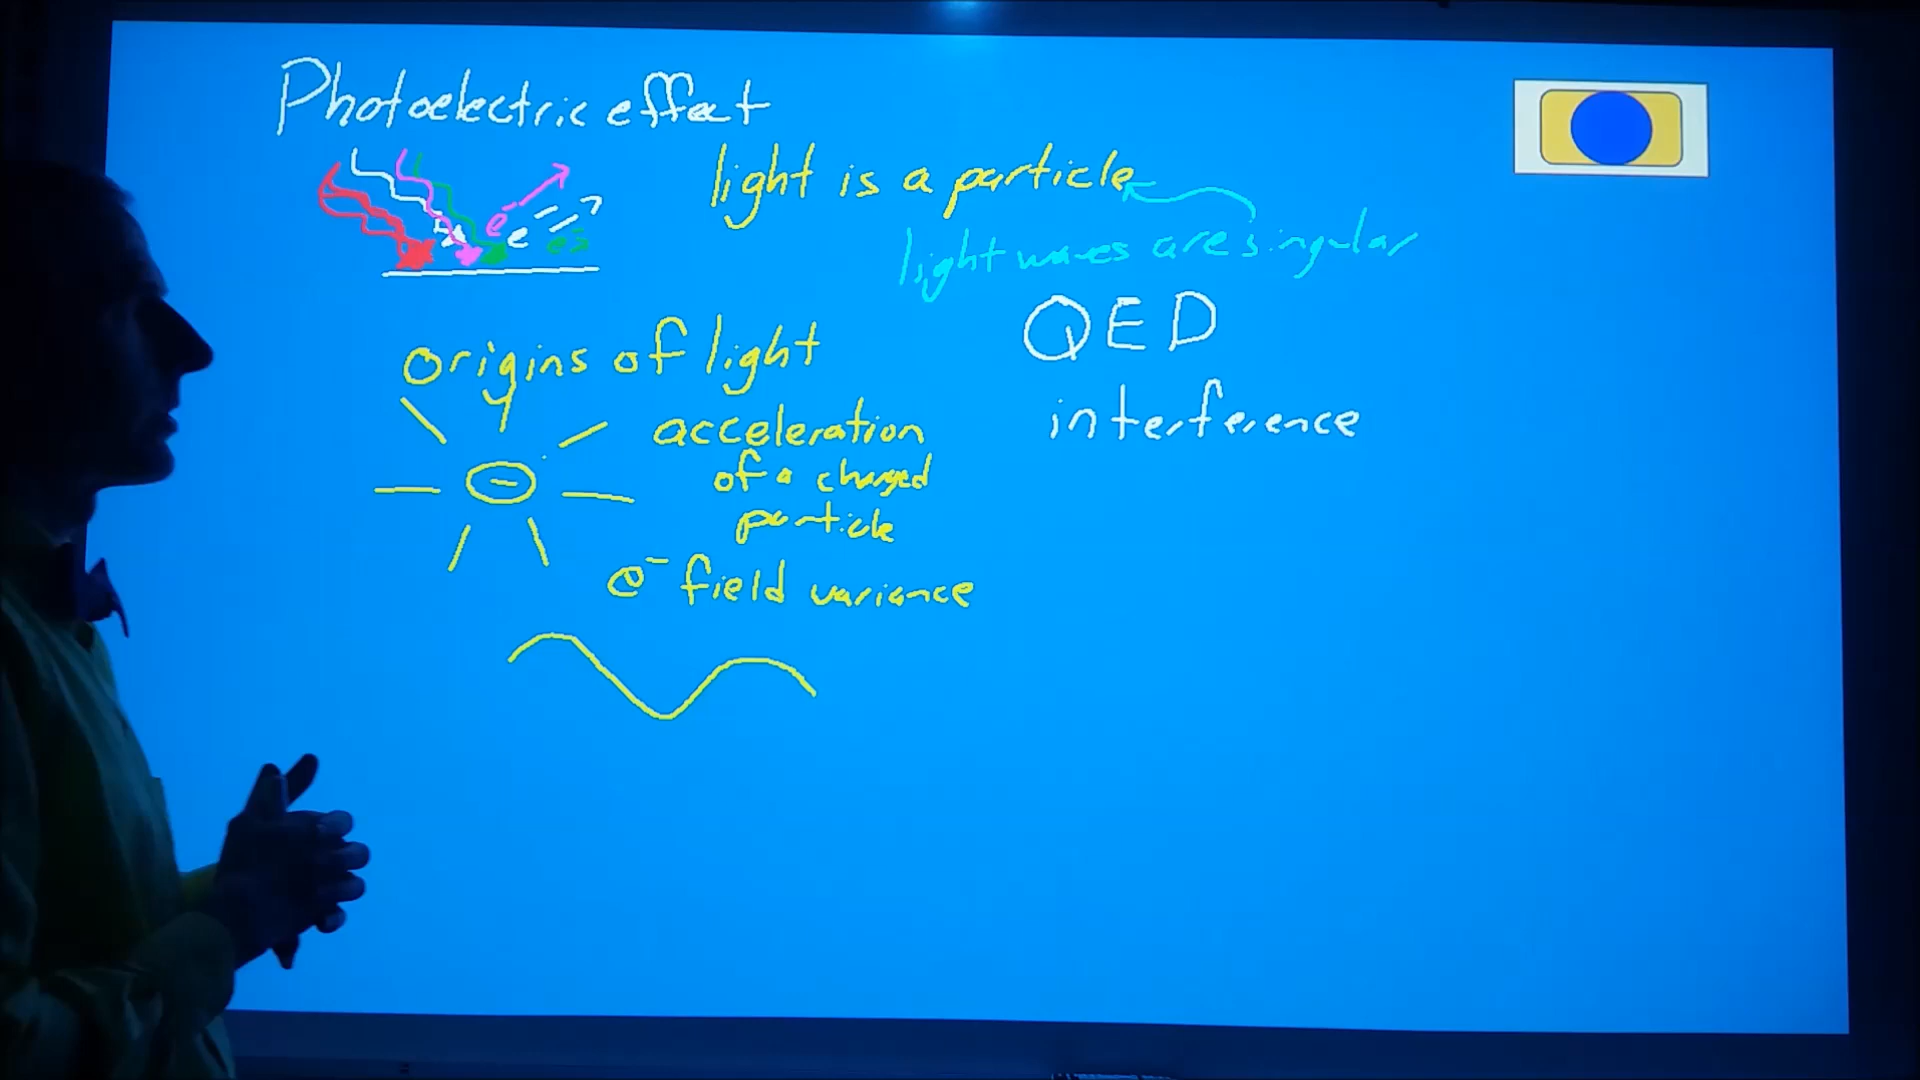 Photoelectric effect
light is a particle
e⁻ e⁻ e⁻
light waves are singular
QED
interference
origins of light
acceleration
of a charged
particle
e⁻ field variance